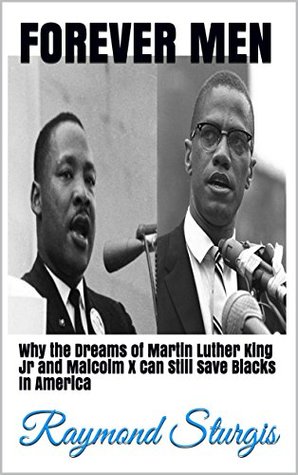 FOREVER MEN
Why the Dreams of Martin Luther King
Jr and Malcolm X Can Still Save Blacks
In America
Raymond Sturgis